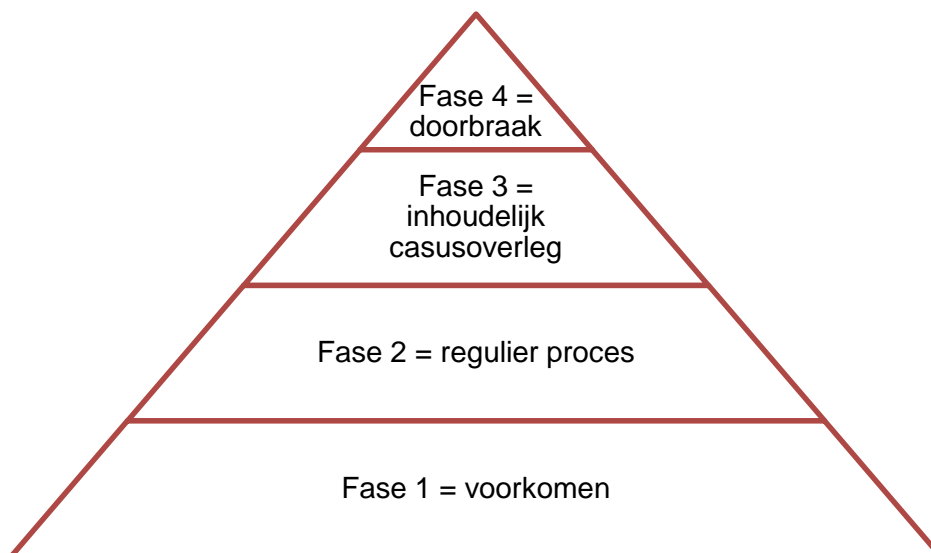 Fase 4 =
doorbraak
Fase 3 =
inhoudelijk
casusoverleg
Fase 2 = regulier proces
Fase 1 = voorkomen